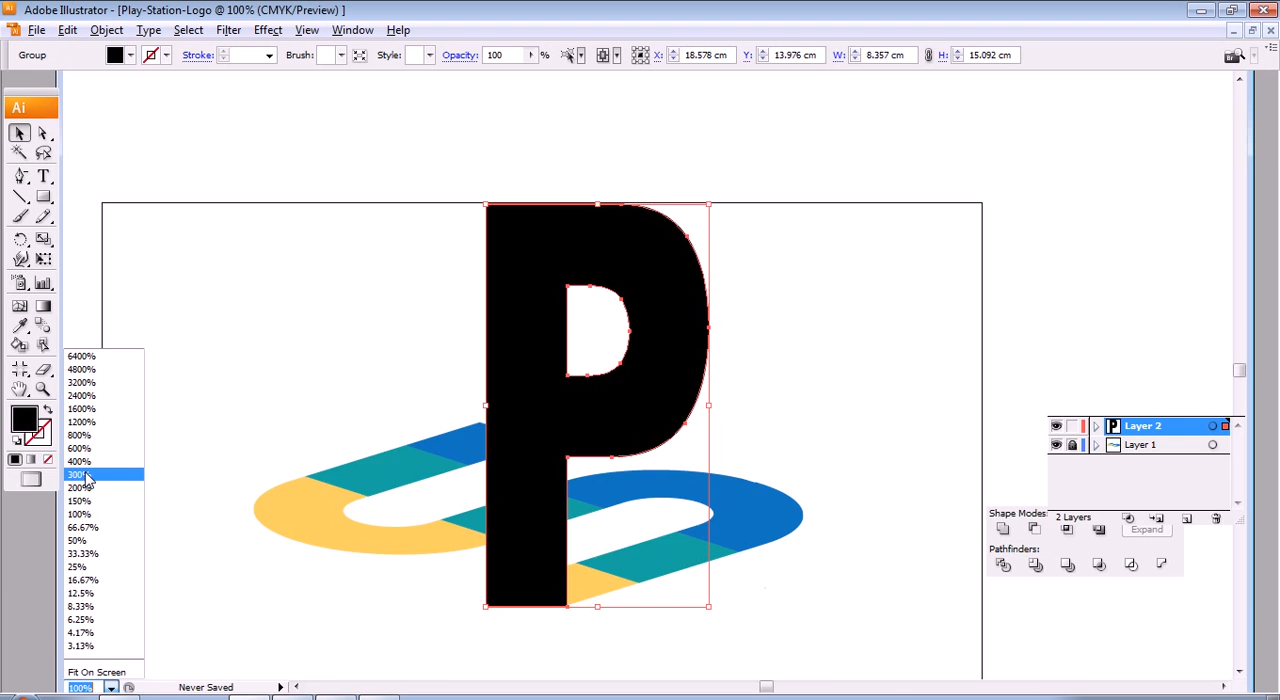 Adobe Illustrator - [Play-Station-Logo @ 100% (CMYK/Preview) ]
File Edit Object Type Select Filter Effect View Window Help
Group Stroke: Brush: Style: Opacity: 100 % X: 18.578 cm Y: 13.976 cm W: 8.357 cm H: 15.092 cm
Ai
T
P
6400%
4800%
3200%
2400%
1600%
1200%
800%
600%
400%
300%
200%
150%
100%
66.67%
50%
33.33%
25%
16.67%
12.5%
8.33%
6.25%
4.17%
3.13%
Fit On Screen
Layer 2
Layer 1
2 Layers
Shape Modes:
Expand
Pathfinders:
100% Never Saved